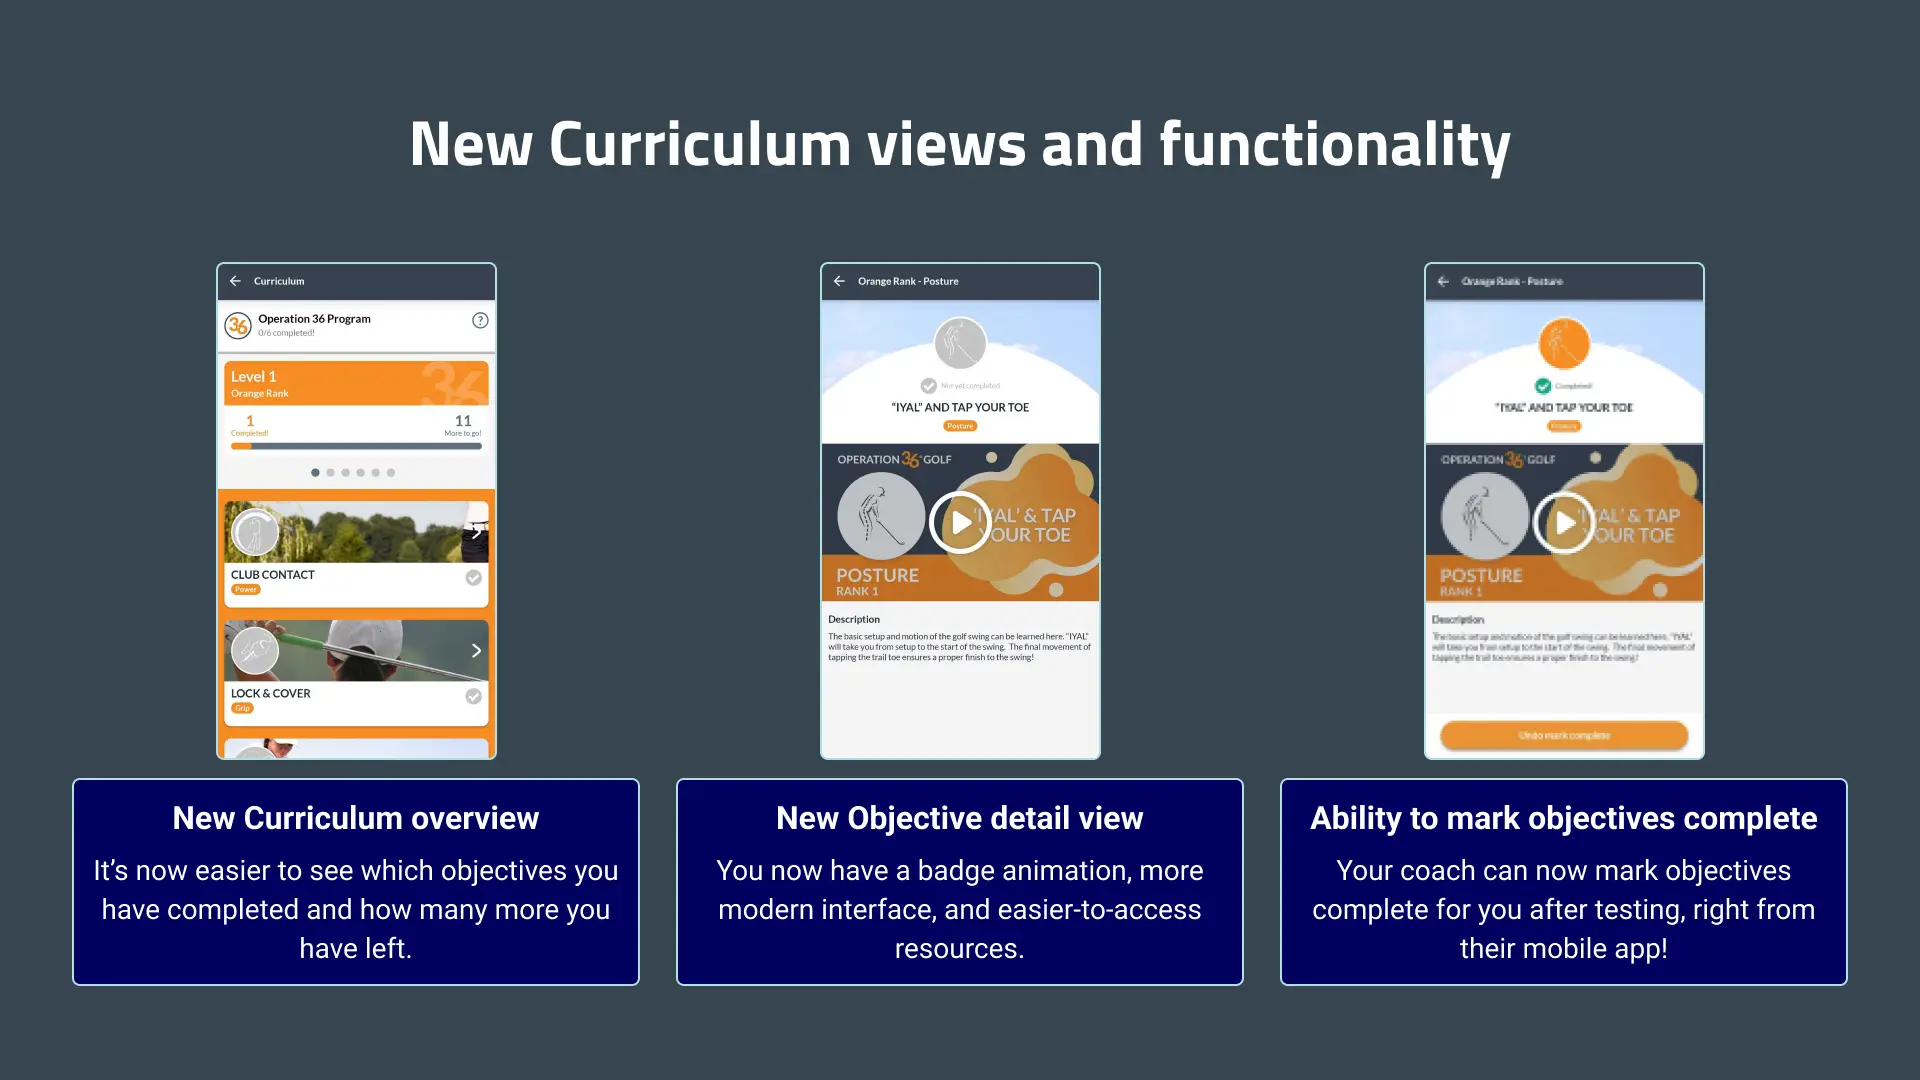 New Curriculum views and functionality
Curriculum
36
Operation 36 Program
0/6 completed!
?
Level 1
Orange Rank
36
1
11
Completed!
More to go!
CLUB CONTACT
Power
LOCK & COVER
Grip
New Curriculum overview
It’s now easier to see which objectives you
have completed and how many more you
have left.
Orange Rank - Posture
Not yet completed
“IYAL” AND TAP YOUR TOE
Posture
OPERATION 36 GOLF
‘IYAL’ & TAP
YOUR TOE
POSTURE
RANK 1
Description
The basic setup and motion of the golf swing can be learned here. “IYAL”
will take you from setup to the start of the swing. The final movement of
tapping the trail toe ensures a proper finish to the swing!
New Objective detail view
You now have a badge animation, more
modern interface, and easier-to-access
resources.
Orange Rank - Posture
Completed!
“IYAL” AND TAP YOUR TOE
Posture
OPERATION 36 GOLF
‘IYAL’ & TAP
YOUR TOE
POSTURE
RANK 1
Description
The basic setup and motion of the golf swing can be learned here. “IYAL”
will take you from setup to the start of the swing. The final movement of
tapping the trail toe ensures a proper finish to the swing!
Undo mark complete
Ability to mark objectives complete
Your coach can now mark objectives
complete for you after testing, right from
their mobile app!